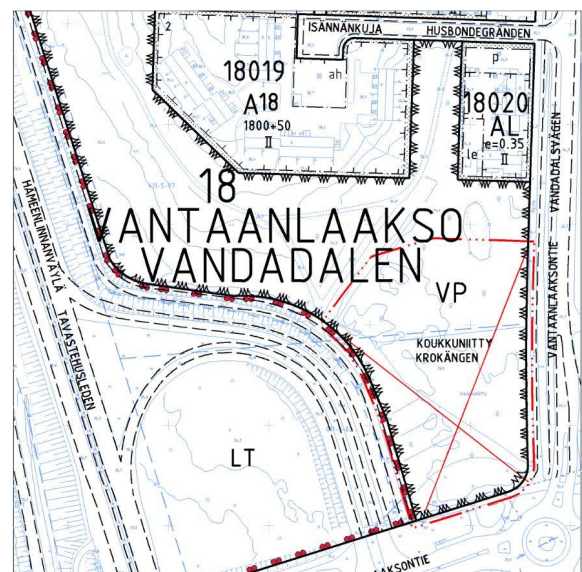 ISÄNNÄNKUJA HUSBONDEGRÄNDEN
2
18019
ah
A18
1800+50
II
p
18020
AL
e=0.35
le
II
VANDADALSVÄGEN
VANTAANLAAKSONTIE
18
VANTAANLAAKSO
VANDADALEN
VP
KOUKKUNIITTY
KROKÄNGEN
HÄMEENLINNANVÄYLÄ
TAVASTEHUSLEDEN
LT
AAKSONTIE